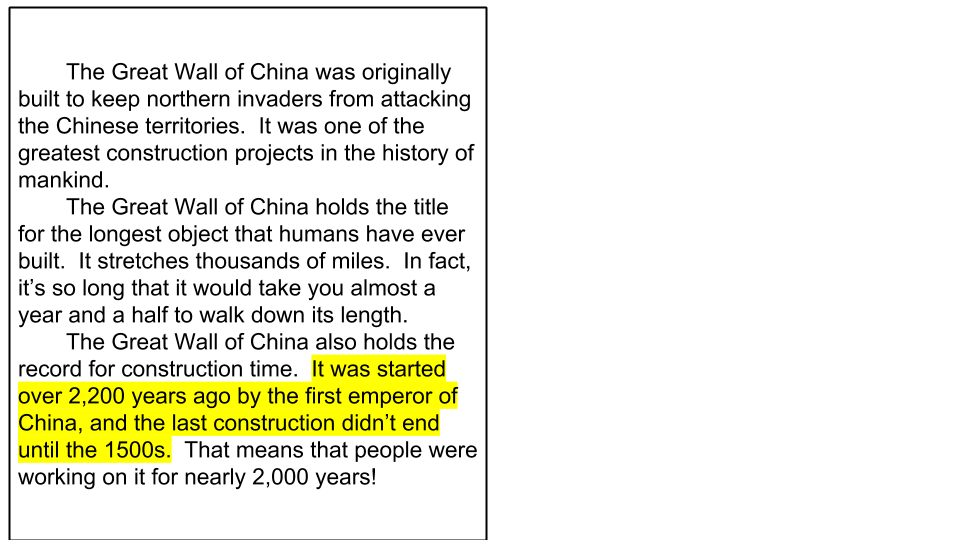 The Great Wall of China was originally
built to keep northern invaders from attacking
the Chinese territories.  It was one of the
greatest construction projects in the history of
mankind.
The Great Wall of China holds the title
for the longest object that humans have ever
built.  It stretches thousands of miles.  In fact,
it’s so long that it would take you almost a
year and a half to walk down its length.
The Great Wall of China also holds the
record for construction time.  It was started
over 2,200 years ago by the first emperor of
China, and the last construction didn’t end
until the 1500s.  That means that people were
working on it for nearly 2,000 years!